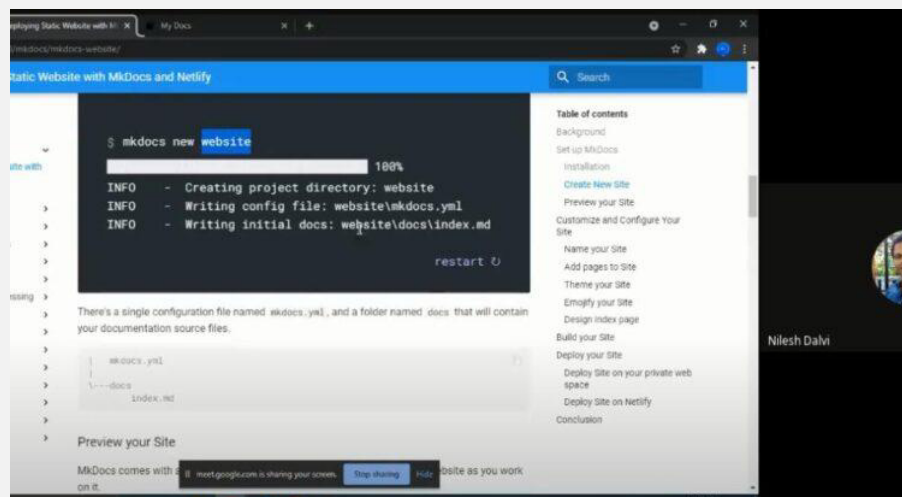 eploying Static Website with M
My Docs
l/mkdocs/mkdocs-website/
Static Website with MkDocs and Netlify
Search
$ mkdocs new website
100%
INFO - Creating project directory: website
INFO - Writing config file: website\mkdocs.yml
INFO - Writing initial docs: website\docs\index.md
restart ↻
There's a single configuration file named mkdocs.yml, and a folder named docs that will contain
your documentation source files.
| mkdocs.yml
|
\---docs
index.md
Preview your Site
MkDocs comes with a
ebsite as you work
on it.
meet.google.com is sharing your screen.
Stop sharing
Hide
site with
essing
Table of contents
Background
Set up MkDocs
Installation
Create New Site
Preview your Site
Customize and Configure Your
Site
Name your Site
Add pages to Site
Theme your Site
Emojify your Site
Design index page
Build your Site
Deploy your Site
Deploy Site on your private web
space
Deploy Site on Netlify
Conclusion
Nilesh Dalvi